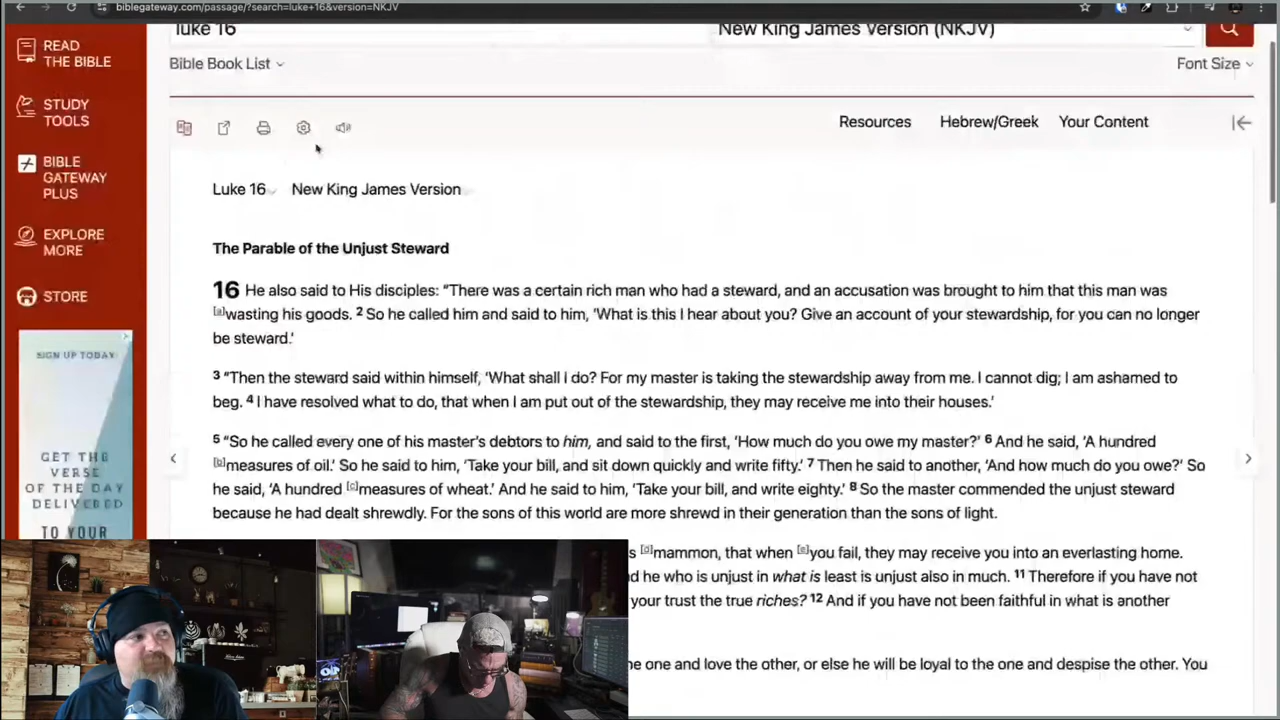 biblegateway.com/passage/?search=luke+16&version=NKJV
luke 16
New King James Version (NKJV)
Bible Book List
Font Size
READ
THE BIBLE
STUDY
TOOLS
BIBLE
GATEWAY
PLUS
EXPLORE
MORE
STORE
SIGN UP TODAY
GET THE
VERSE
OF THE DAY
DELIVERED
TO YOUR
Resources
Hebrew/Greek
Your Content
Luke 16 New King James Version
The Parable of the Unjust Steward
16 He also said to His disciples: “There was a certain rich man who had a steward, and an accusation was brought to him that this man was
[a]wasting his goods. 2 So he called him and said to him, ‘What is this I hear about you? Give an account of your stewardship, for you can no longer
be steward.’
3 “Then the steward said within himself, ‘What shall I do? For my master is taking the stewardship away from me. I cannot dig; I am ashamed to
beg. 4 I have resolved what to do, that when I am put out of the stewardship, they may receive me into their houses.’
5 “So he called every one of his master’s debtors to him, and said to the first, ‘How much do you owe my master?’ 6 And he said, ‘A hundred
[b]measures of oil.’ So he said to him, ‘Take your bill, and sit down quickly and write fifty.’ 7 Then he said to another, ‘And how much do you owe?’ So
he said, ‘A hundred [c]measures of wheat.’ And he said to him, ‘Take your bill, and write eighty.’ 8 So the master commended the unjust steward
because he had dealt shrewdly. For the sons of this world are more shrewd in their generation than the sons of light.
[d]mammon, that when [e]you fail, they may receive you into an everlasting home.
he who is unjust in what is least is unjust also in much. 11 Therefore if you have not
your trust the true riches? 12 And if you have not been faithful in what is another
one and love the other, or else he will be loyal to the one and despise the other. You